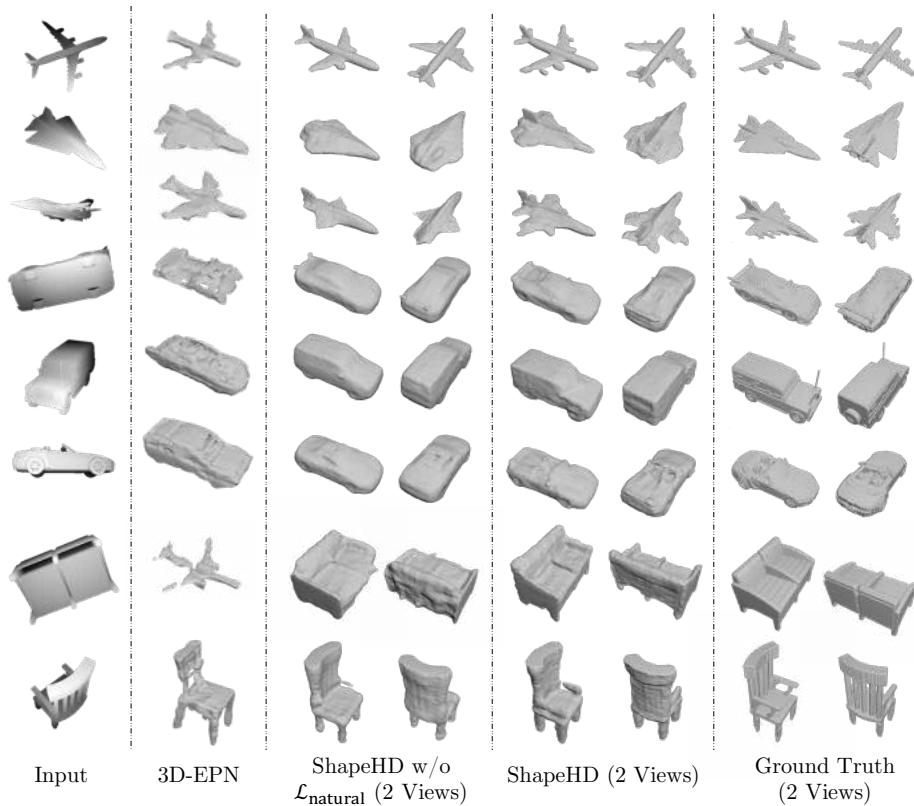 Input
3D-EPN
ShapeHD w/o
ℒnatural (2 Views)
ShapeHD (2 Views)
Ground Truth
(2 Views)